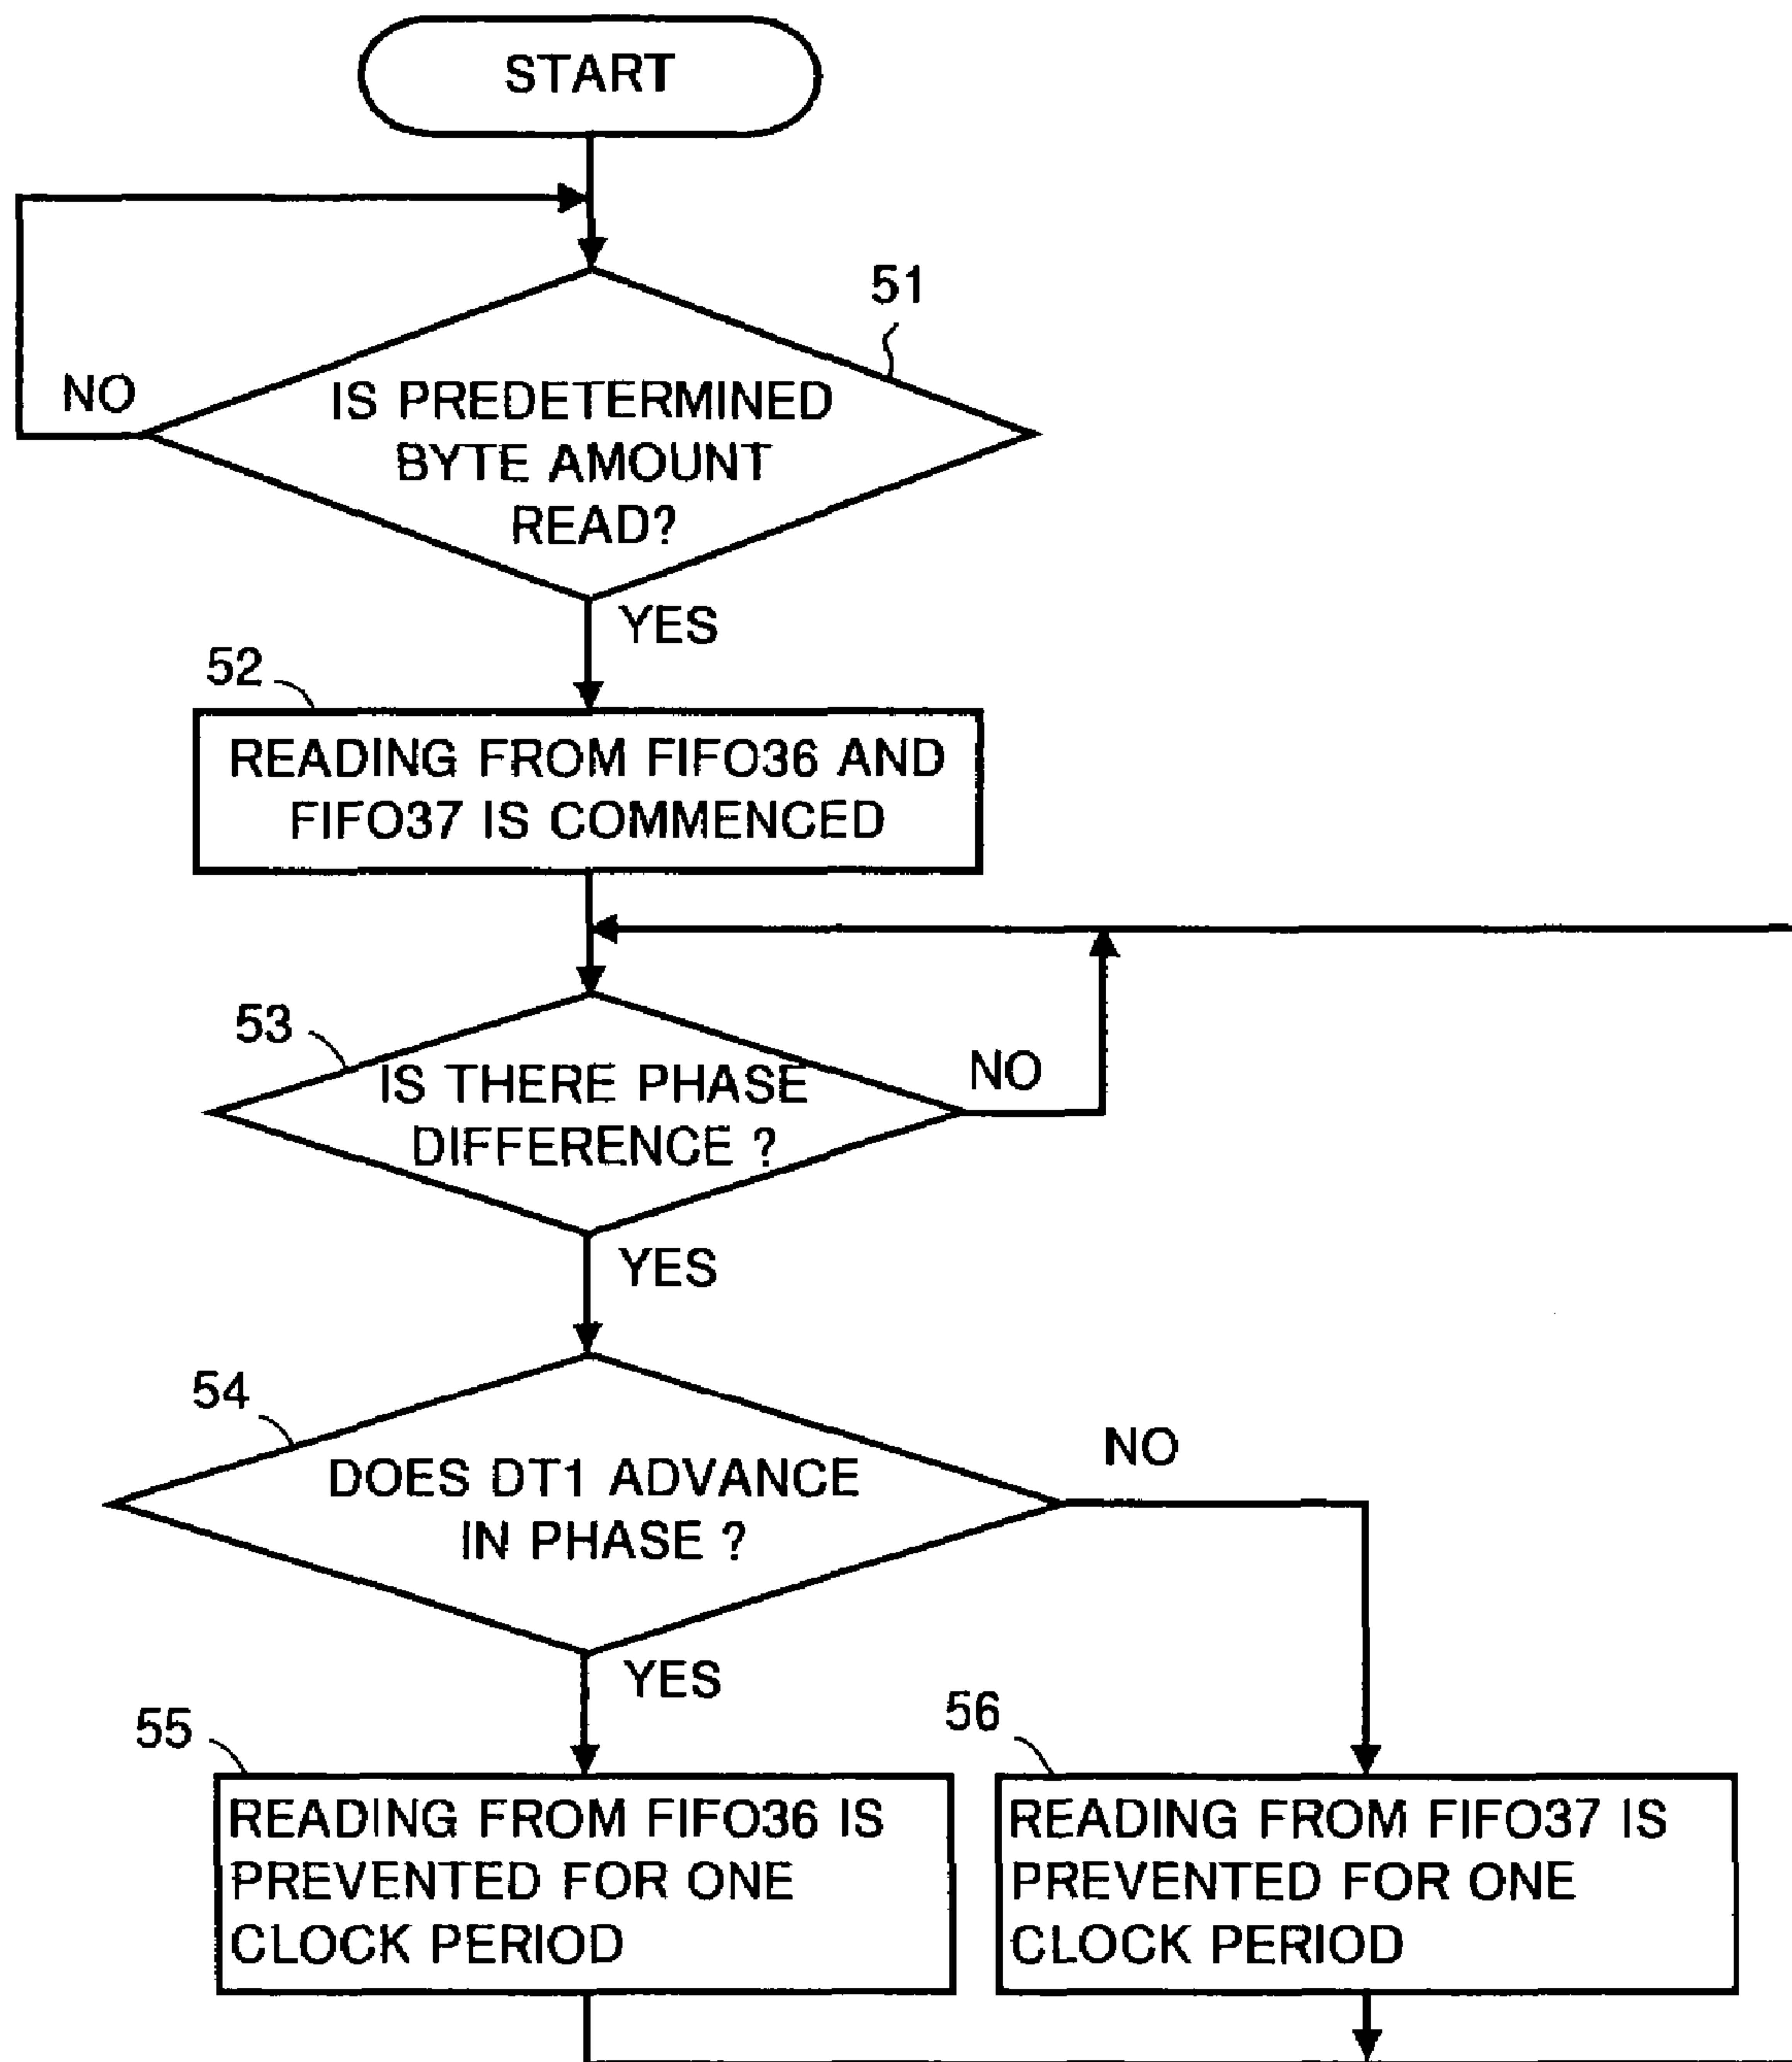 START
51
NO
IS PREDETERMINED
BYTE AMOUNT
READ?
YES
52
READING FROM FIFO36 AND
FIFO37 IS COMMENCED
53
IS THERE PHASE
DIFFERENCE ?
NO
YES
54
DOES DT1 ADVANCE
IN PHASE ?
NO
YES
55
READING FROM FIFO36 IS
PREVENTED FOR ONE
CLOCK PERIOD
56
READING FROM FIFO37 IS
PREVENTED FOR ONE
CLOCK PERIOD